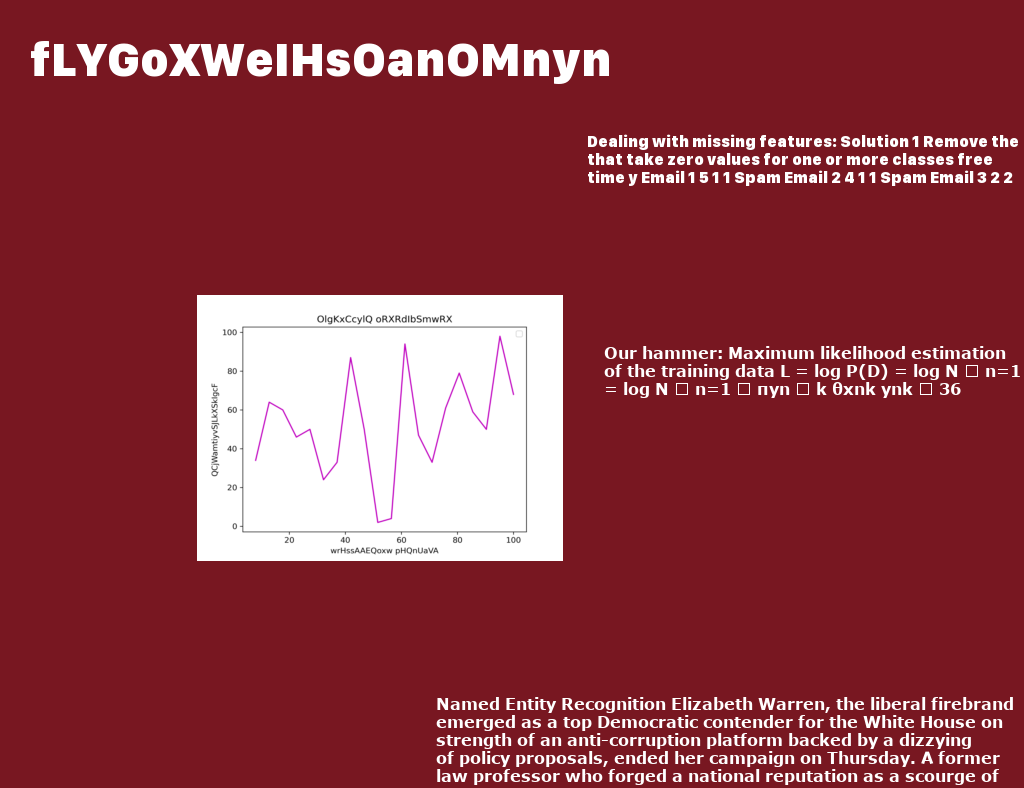 fLYGoXWeIHsOanOMnyn
Dealing with missing features: Solution 1 Remove the
that take zero values for one or more classes free
time y Email 1 5 1 1 Spam Email 2 4 1 1 Spam Email 3 2 2
OlgKxCcylQ oRXRdIbSmwRX
100
80
60
40
20
0
QCjWamtiyvSJLkXSkIgcF
20 40 60 80 100
wrHssAAEQoxw pHQnUaVA
Our hammer: Maximum likelihood estimation
of the training data L = log P(D) = log N □ n=1
= log N □ n=1 □ πyn □ k θxnk ynk □ 36
Named Entity Recognition Elizabeth Warren, the liberal firebrand
emerged as a top Democratic contender for the White House on
strength of an anti-corruption platform backed by a dizzying
of policy proposals, ended her campaign on Thursday. A former
law professor who forged a national reputation as a scourge of